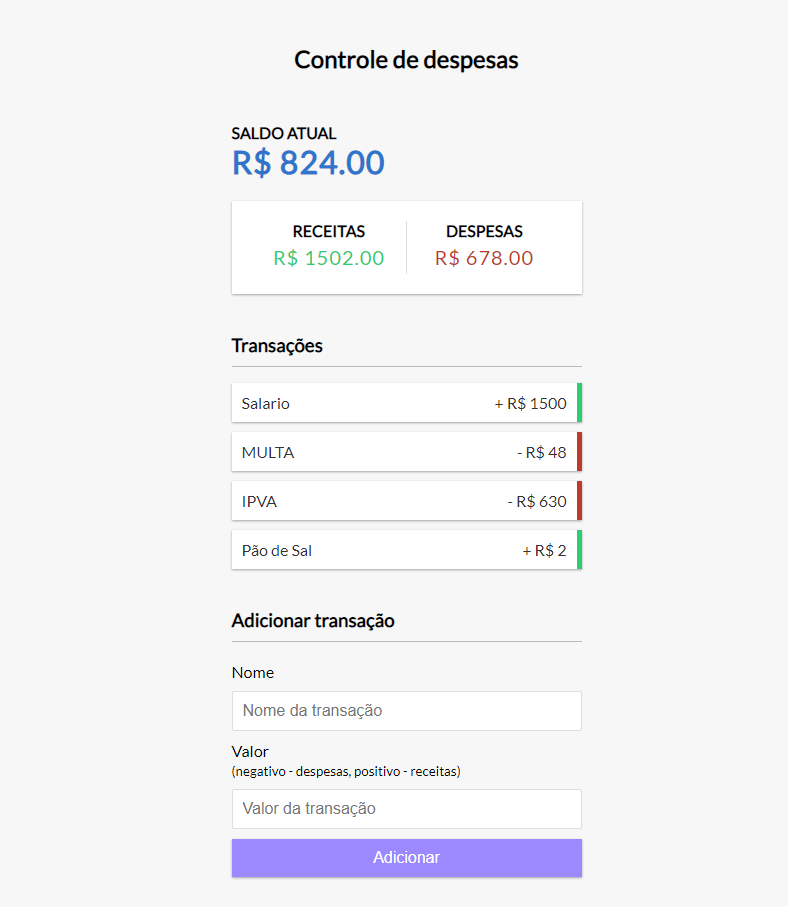 Controle de despesas
SALDO ATUAL
R$ 824.00
RECEITAS DESPESAS
R$ 1502.00 R$ 678.00
Transações
Salario + R$ 1500
MULTA - R$ 48
IPVA - R$ 630
Pão de Sal + R$ 2
Adicionar transação
Nome
Nome da transação
Valor
(negativo - despesas, positivo - receitas)
Valor da transação
Adicionar